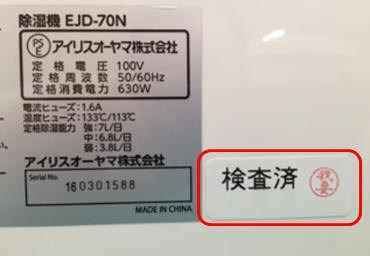 除湿機 EJD-70N
PS
E
アイリスオーヤマ株式会社
定格電圧 100V
定格周波数 50/60Hz
定格消費電力 630W
電流ヒューズ:1.6A
温度ヒューズ:133℃/113℃
定格除湿能力 強:7L/日
中:6.8L/日
弱:3.8L/日
アイリスオーヤマ株式会社
Serial No.
160301588
MADE IN CHINA
検査済